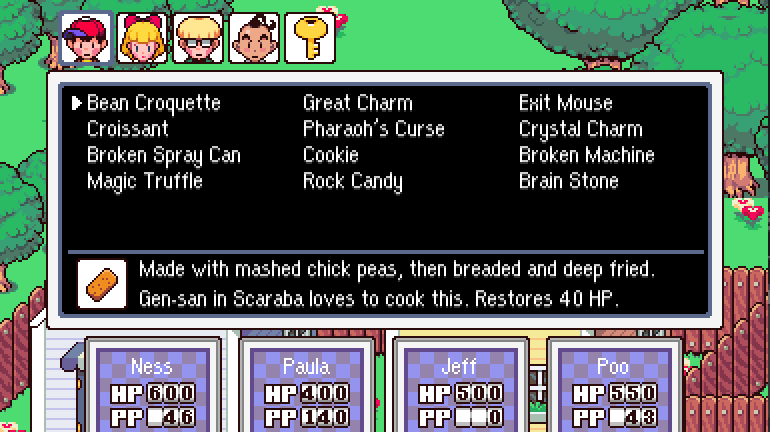 Bean Croquette Great Charm Exit Mouse
Croissant Pharaoh's Curse Crystal Charm
Broken Spray Can Cookie Broken Machine
Magic Truffle Rock Candy Brain Stone
Made with mashed chick peas, then breaded and deep fried.
Gen-san in Scaraba loves to cook this. Restores 40 HP.
Ness Paula Jeff Poo
HP 600 HP 400 HP 500 HP 550
PP 46 PP 140 PP 0 PP 43